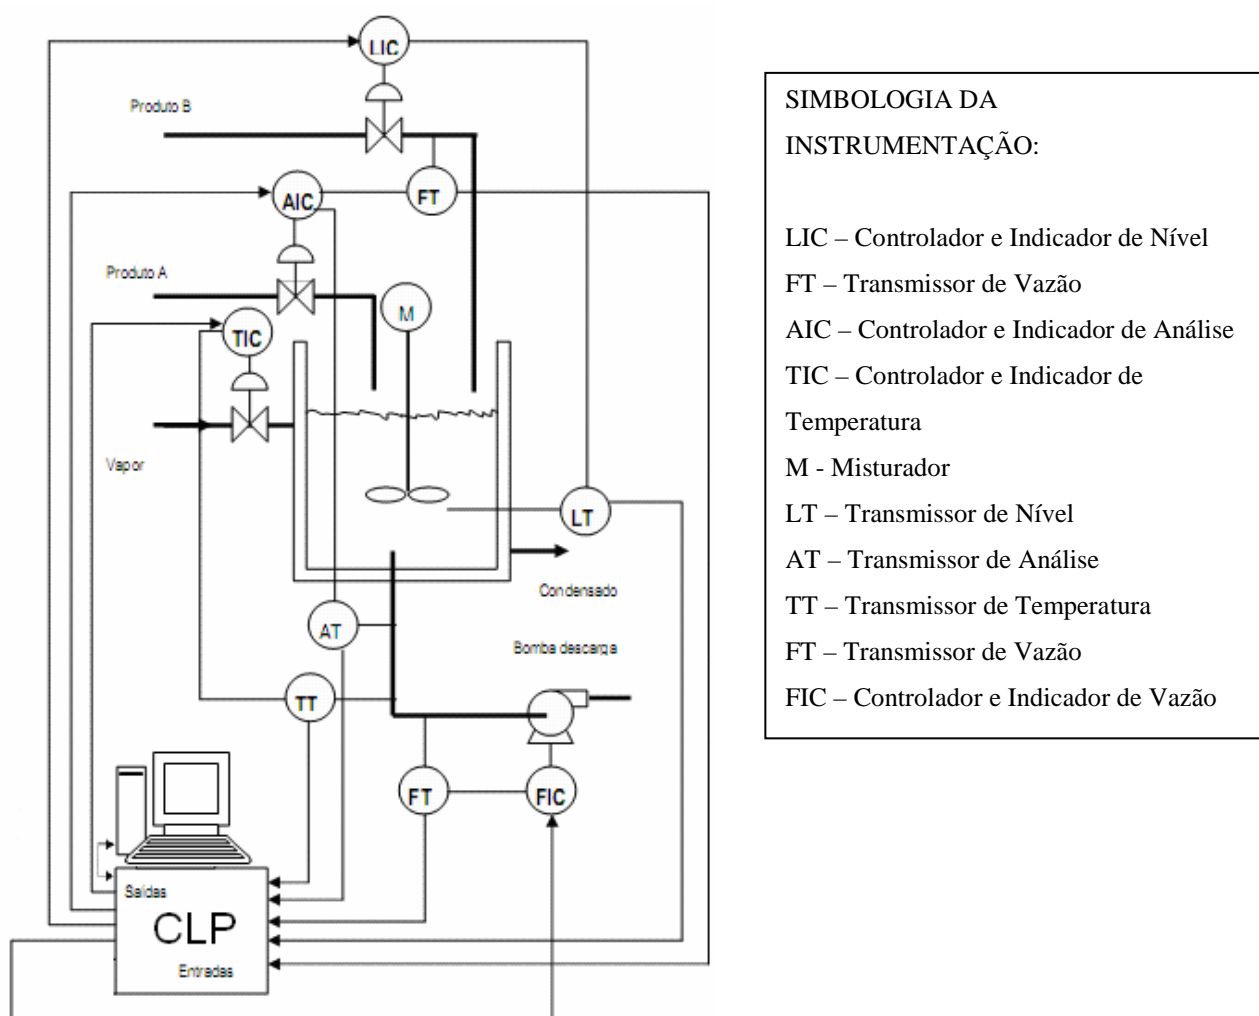 LIC
Produto B
AIC
FT
Produto A
M
TIC
Vapor
LT
Condensado
AT
Bomba descarga
TT
FT
FIC
Saídas
CLP
Entradas
SIMBOLOGIA DA
INSTRUMENTAÇÃO:
LIC – Controlador e Indicador de Nível
FT – Transmissor de Vazão
AIC – Controlador e Indicador de Análise
TIC – Controlador e Indicador de
Temperatura
M - Misturador
LT – Transmissor de Nível
AT – Transmissor de Análise
TT – Transmissor de Temperatura
FT – Transmissor de Vazão
FIC – Controlador e Indicador de Vazão